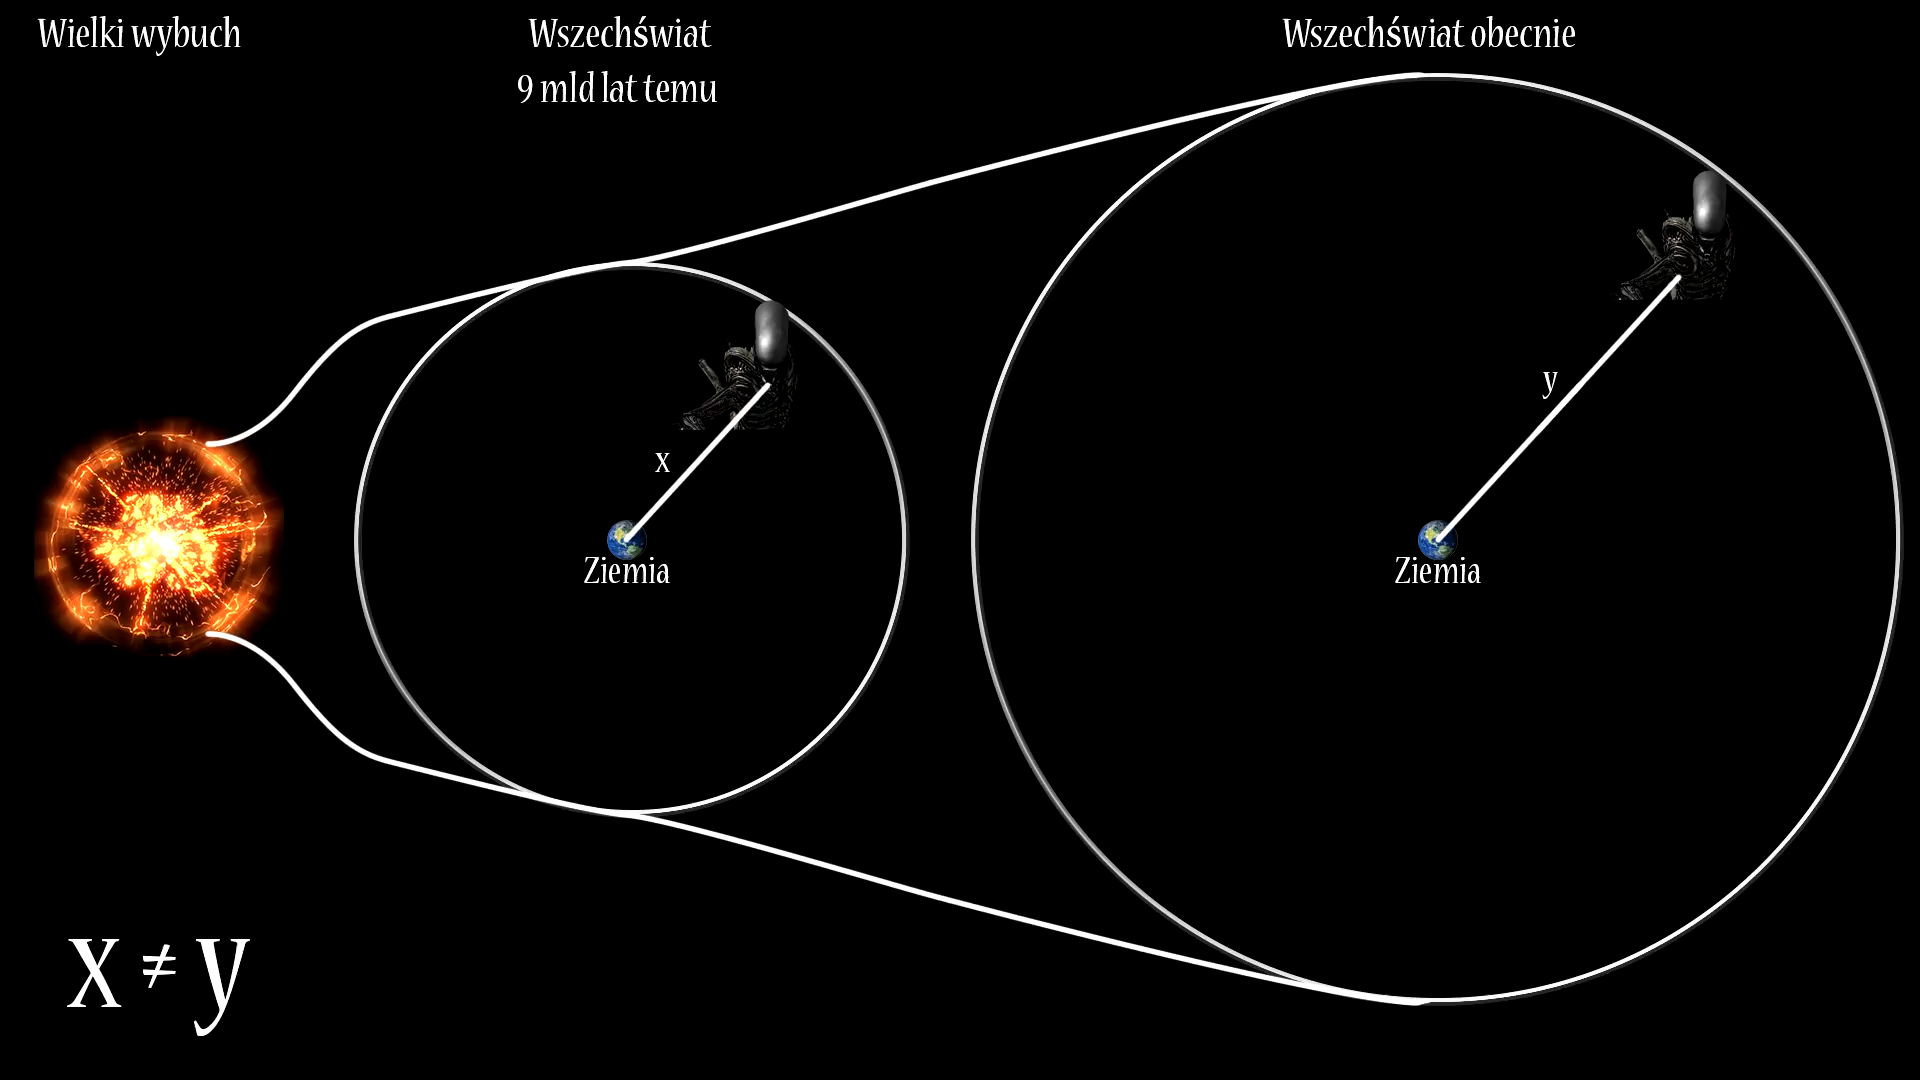 Wielki wybuch
Wszechświat
9 mld lat temu
Wszechświat obecnie
x
Ziemia
y
Ziemia
x ≠ y